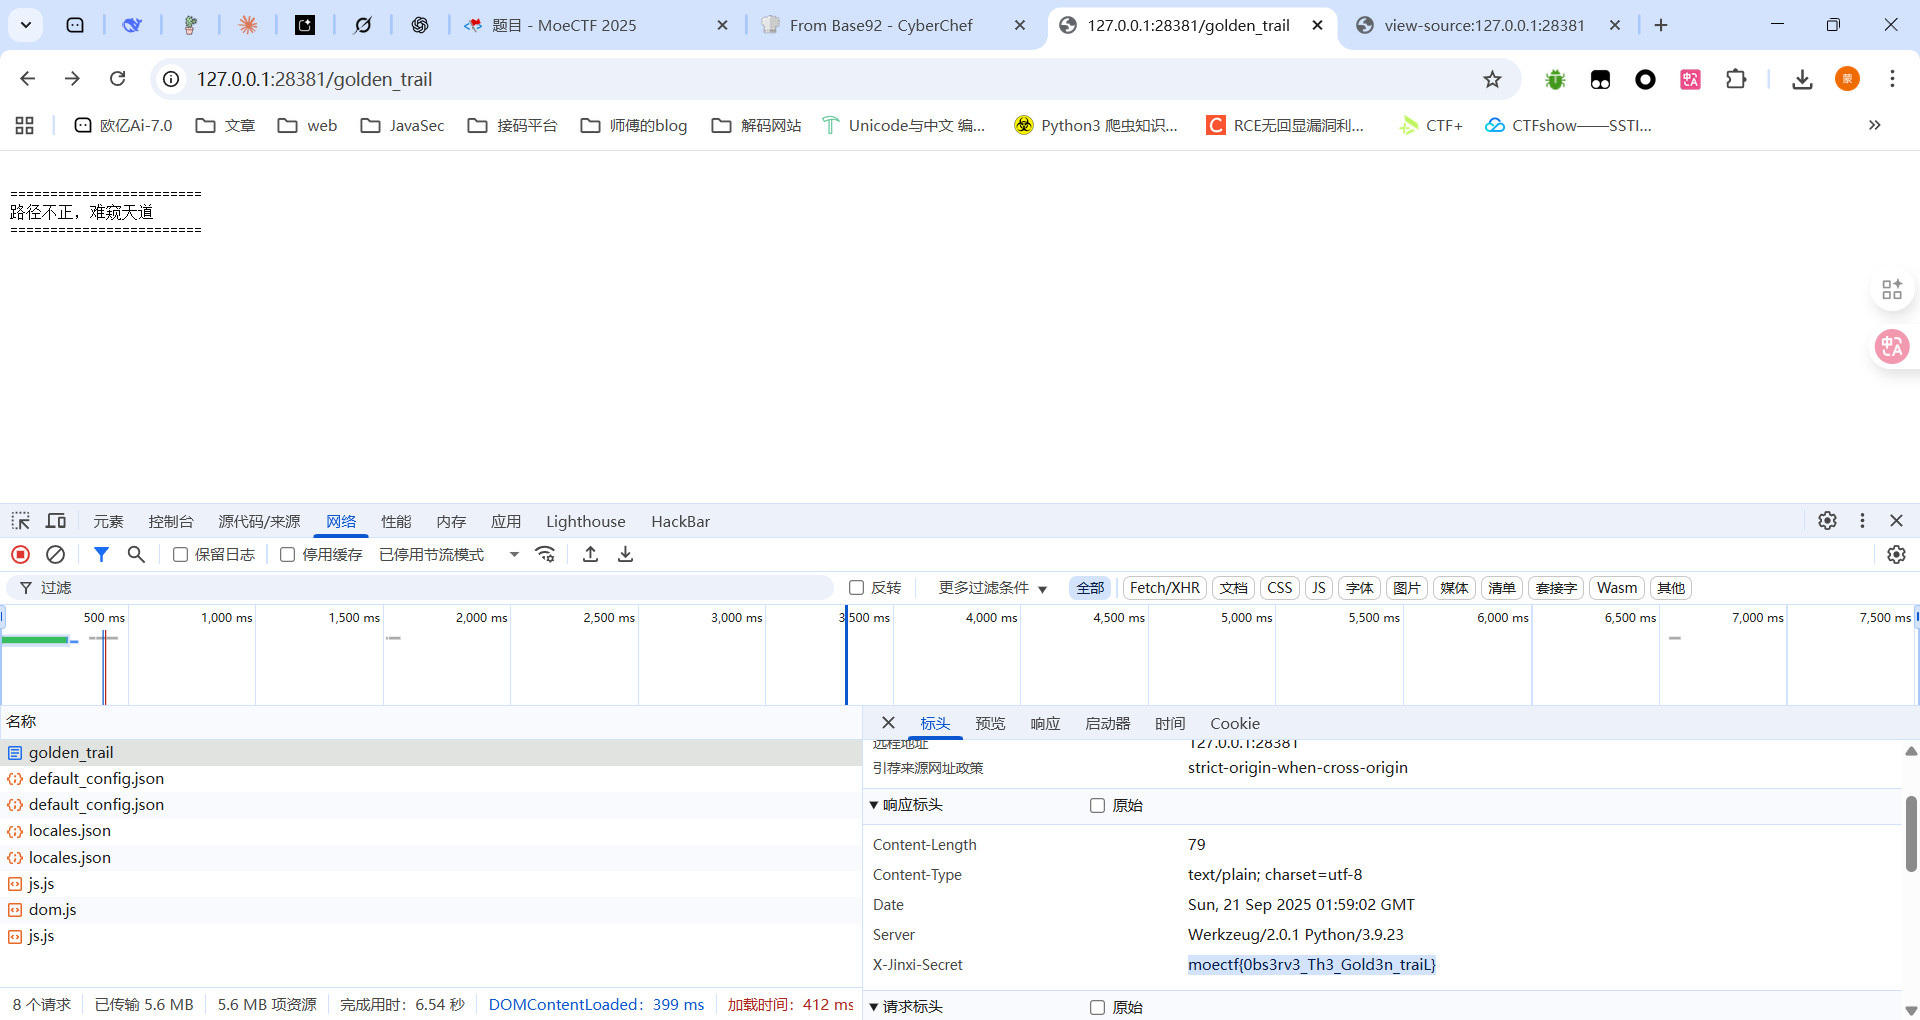 题目 - MoeCTF 2025
From Base92 - CyberChef
127.0.0.1:28381/golden_trail
view-source:127.0.0.1:28381
127.0.0.1:28381/golden_trail
蒙
欧亿Ai-7.0
文章
web
JavaSec
接码平台
师傅的blog
解码网站
Unicode与中文 编...
Python3 爬虫知识...
RCE无回显漏洞利...
CTF+
CTFshow——SSTI...
========================
路径不正，难窥天道
========================
元素 控制台 源代码/来源 网络 性能 内存 应用 Lighthouse HackBar
保留日志 停用缓存 已停用节流模式
过滤 反转 更多过滤条件 全部 Fetch/XHR 文档 CSS JS 字体 图片 媒体 清单 套接字 Wasm 其他
500 ms 1,000 ms 1,500 ms 2,000 ms 2,500 ms 3,000 ms 3,500 ms 4,000 ms 4,500 ms 5,000 ms 5,500 ms 6,000 ms 6,500 ms 7,000 ms 7,500 ms
名称
golden_trail
default_config.json
default_config.json
locales.json
locales.json
js.js
dom.js
js.js
标头 预览 响应 启动器 时间 Cookie
远程地址 127.0.0.1:28381
引荐来源网址政策 strict-origin-when-cross-origin
响应标头 原始
Content-Length 79
Content-Type text/plain; charset=utf-8
Date Sun, 21 Sep 2025 01:59:02 GMT
Server Werkzeug/2.0.1 Python/3.9.23
X-Jinxi-Secret moectf{0bs3rv3_Th3_Gold3n_traiL}
请求标头 原始
8 个请求 已传输 5.6 MB 5.6 MB 项资源 完成用时：6.54 秒 DOMContentLoaded：399 ms 加载时间：412 ms